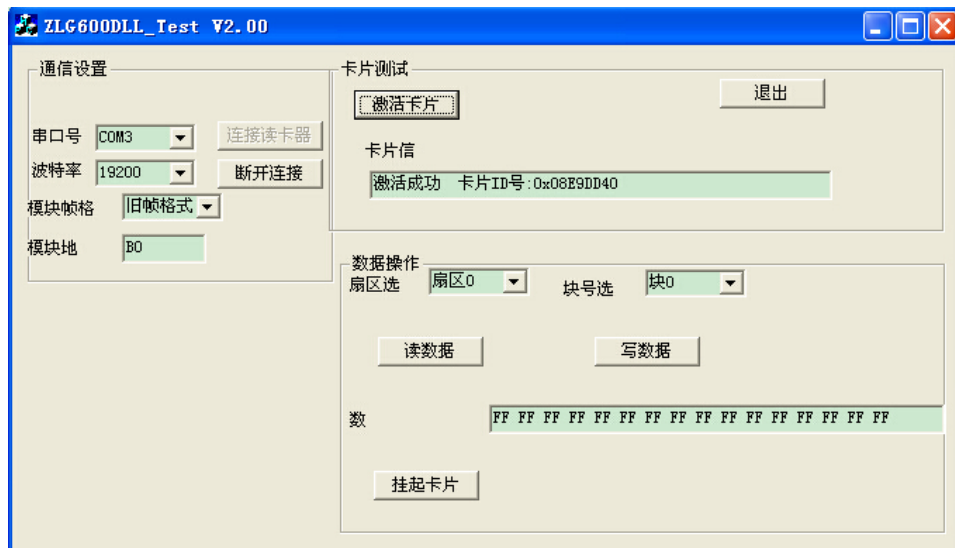 ZLG600DLL_Test V2.00
通信设置
串口号 COM3 连接读卡器
波特率 19200 断开连接
模块帧格 旧帧格式
模块地 B0
卡片测试
激活卡片 退出
卡片信
激活成功 卡片ID号:0x08E9DD40
数据操作
扇区选 扇区0 块号选 块0
读数据 写数据
数 FF FF FF FF FF FF FF FF FF FF FF FF FF FF FF FF
挂起卡片